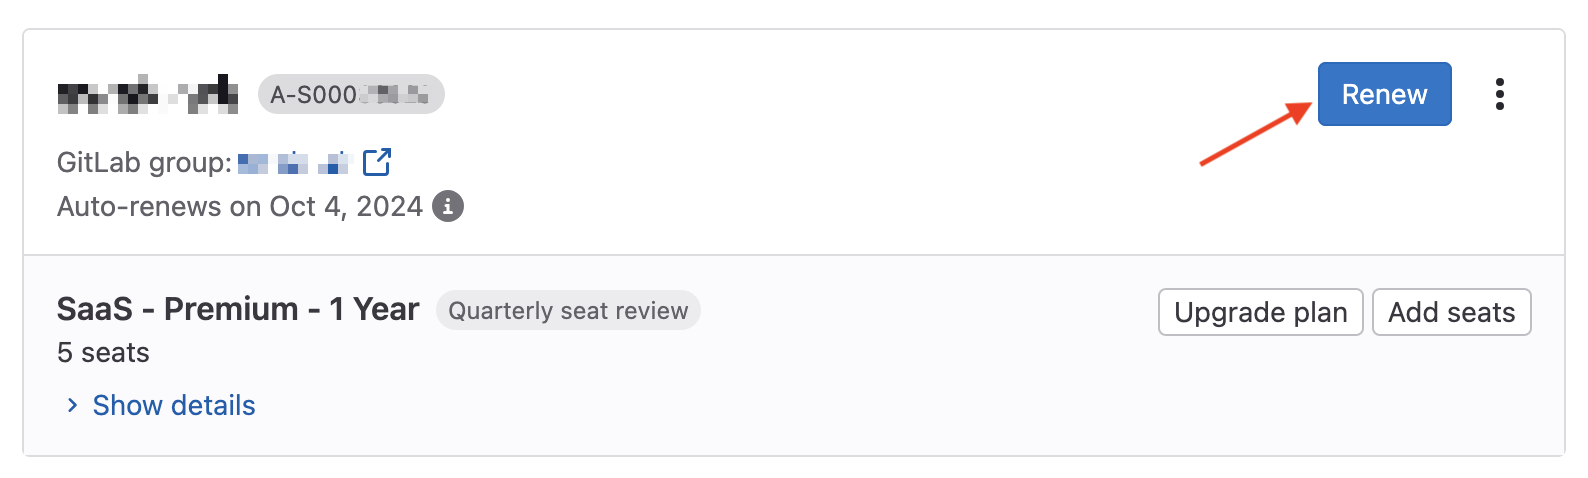 A-S000
Renew
GitLab group:
Auto-renews on Oct 4, 2024
SaaS - Premium - 1 Year
Quarterly seat review
Upgrade plan
Add seats
5 seats
Show details